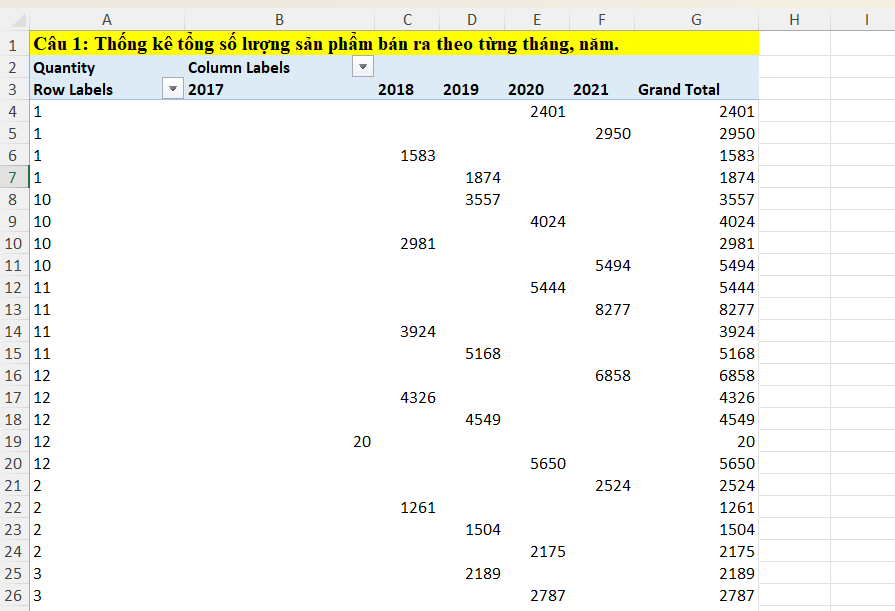 A B C D E F G H I
1 Câu 1: Thống kê tổng số lượng sản phẩm bán ra theo từng tháng, năm.
2 Quantity Column Labels
3 Row Labels 2017 2018 2019 2020 2021 Grand Total
4 1 2401 2401
5 1 2950 2950
6 1 1583 1583
7 1 1874 1874
8 10 3557 3557
9 10 4024 4024
10 10 2981 2981
11 10 5494 5494
12 11 5444 5444
13 11 8277 8277
14 11 3924 3924
15 11 5168 5168
16 12 6858 6858
17 12 4326 4326
18 12 4549 4549
19 12 20 20
20 12 5650 5650
21 2 2524 2524
22 2 1261 1261
23 2 1504 1504
24 2 2175 2175
25 3 2189 2189
26 3 2787 2787